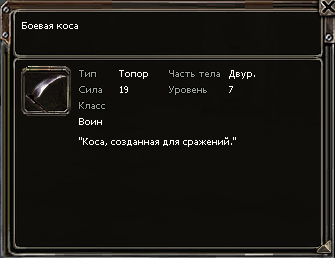 Боевая коса
Тип Топор Часть тела Двур.
Сила 19 Уровень 7
Класс
Воин
"Коса, созданная для сражений."